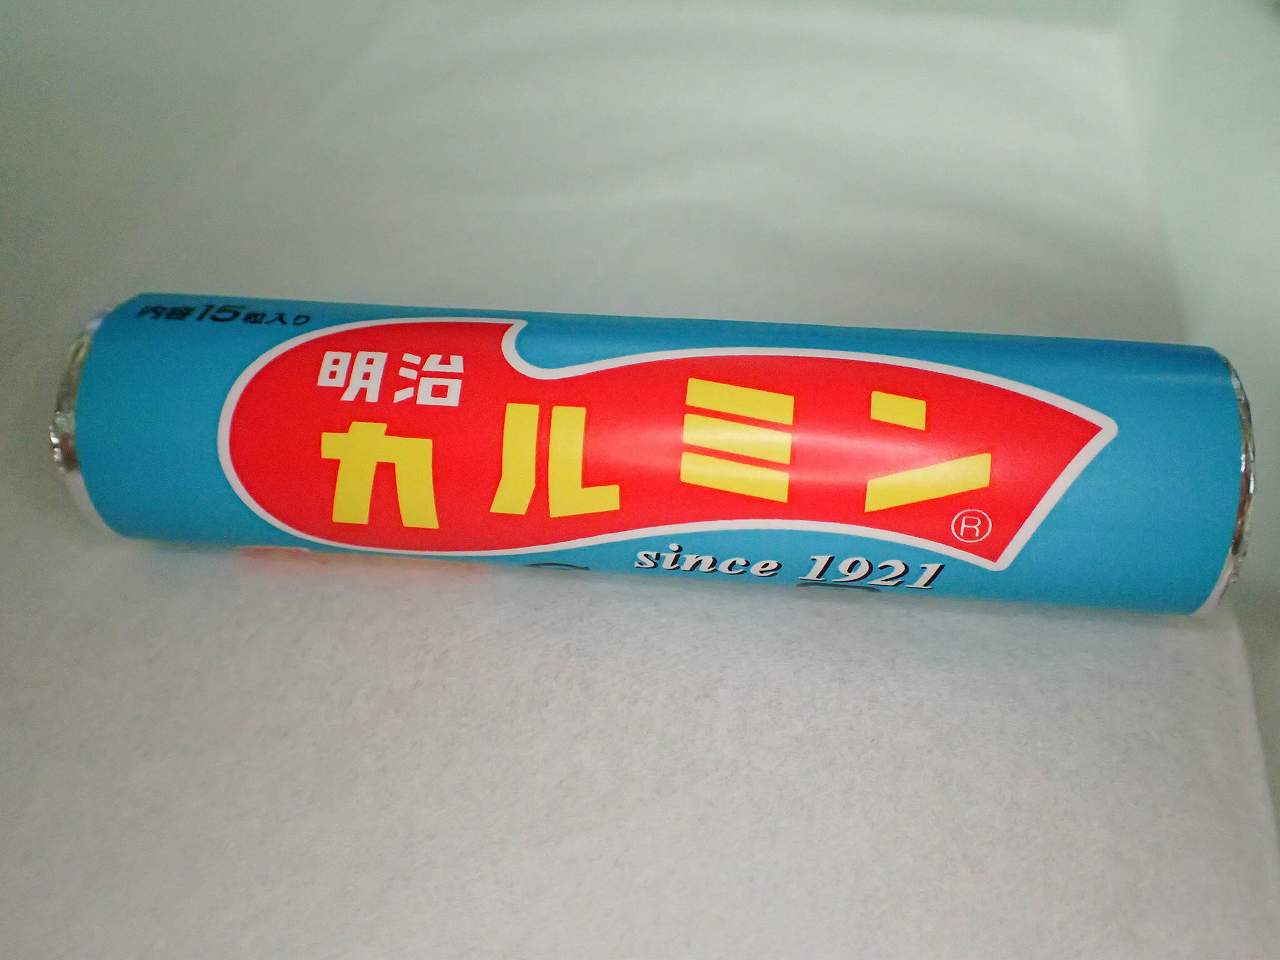 内容15粒入り
明治
カルミン
®
since 1921